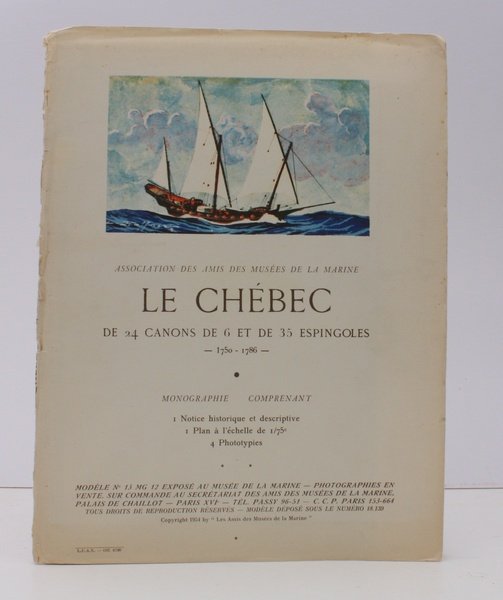 ASSOCIATION DES AMIS DES MUSÉES DE LA MARINE
LE CHÉBEC
DE 24 CANONS DE 6 ET DE 35 ESPINGOLES
— 1750 - 1786 —
MONOGRAPHIE COMPRENANT
1 Notice historique et descriptive
1 Plan à l'échelle de 1/75e
4 Phototypies
MODÈLE No 13 MG 12 EXPOSÉ AU MUSÉE DE LA MARINE — PHOTOGRAPHIES EN
VENTE, SUR COMMANDE AU SECRÉTARIAT DES AMIS DES MUSÉES DE LA MARINE,
PALAIS DE CHAILLOT — PARIS XVIe — TÉL. PASSY 96-51 — C.C.P. PARIS 153-664
TOUS DROITS DE REPRODUCTION RÉSERVÉS — MODÈLE DÉPOSÉ SOUS LE NUMÉRO 18.139
Copyright 1954 by " Les Amis des Musées de la Marine "